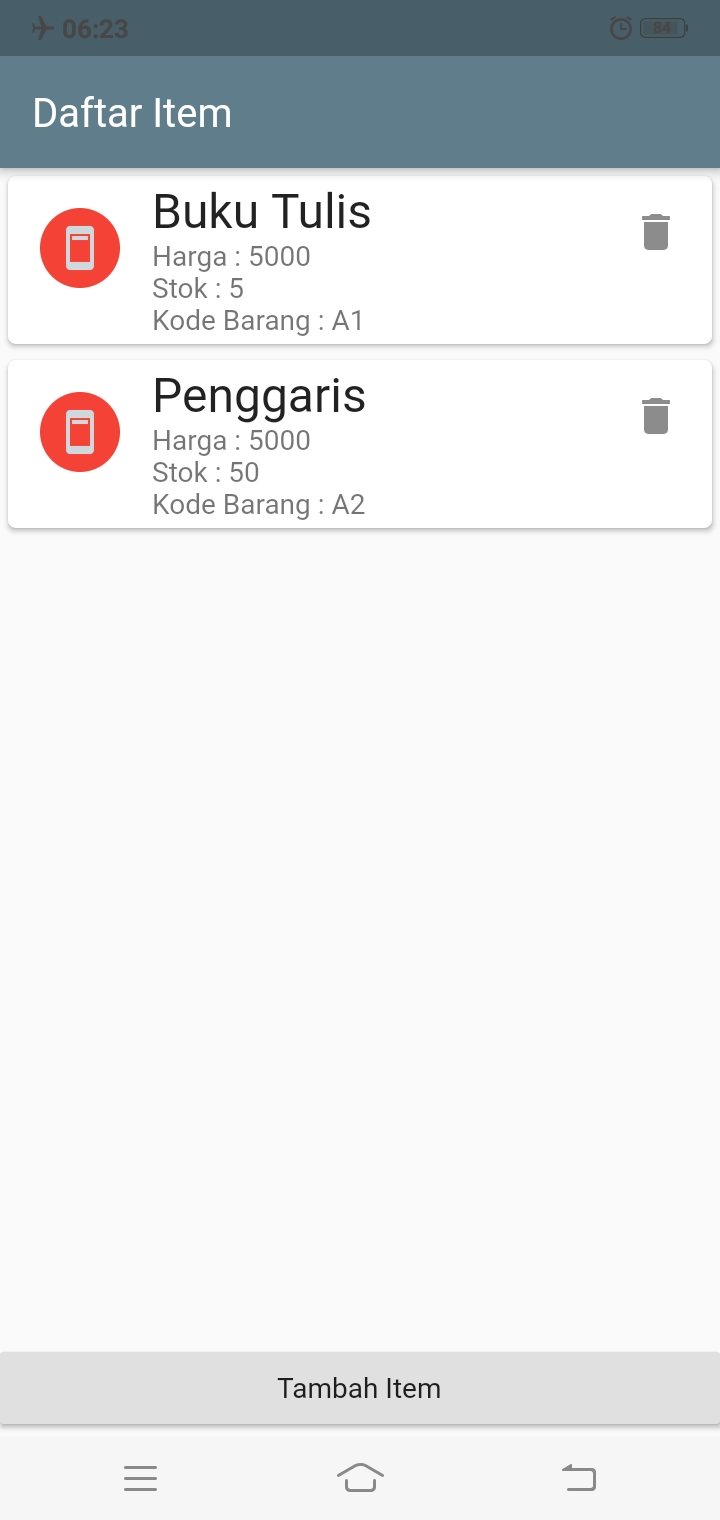 06:23
84
Daftar Item
Buku Tulis
Harga : 5000
Stok : 5
Kode Barang : A1
Penggaris
Harga : 5000
Stok : 50
Kode Barang : A2
Tambah Item